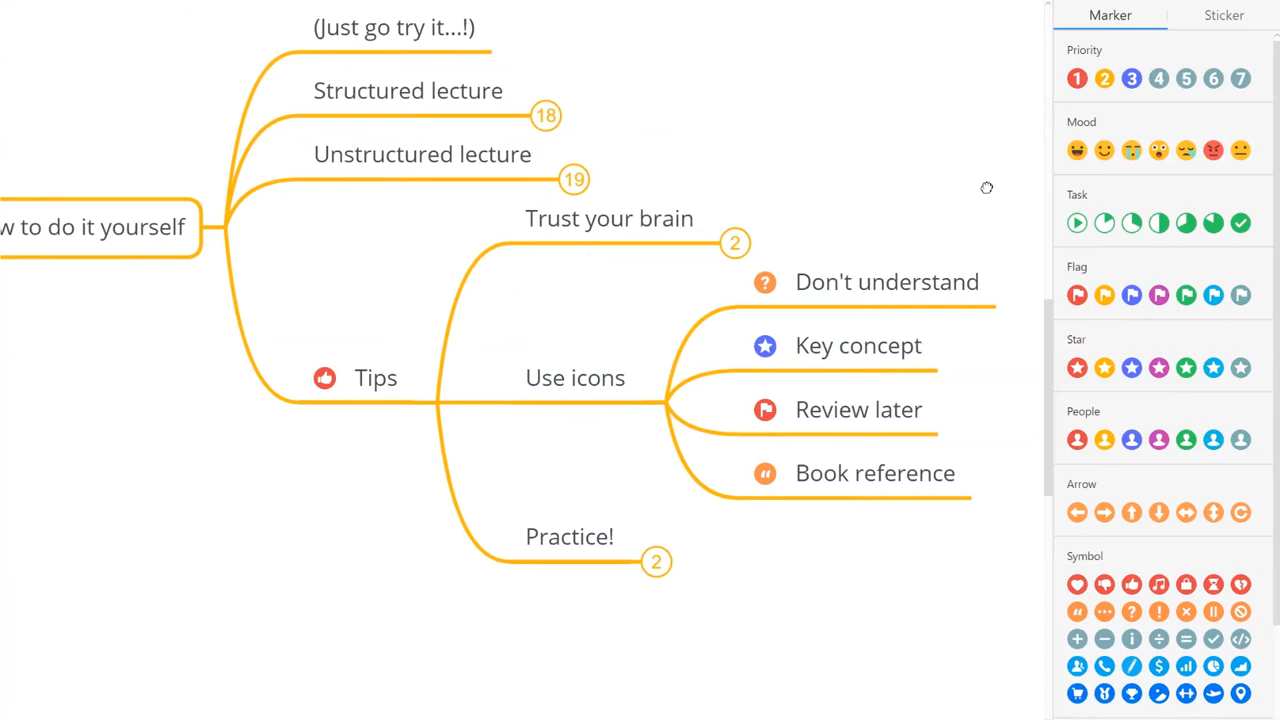 (Just go try it...!)
Structured lecture
18
Unstructured lecture
19
w to do it yourself
Trust your brain
2
Don't understand
Key concept
Tips
Use icons
Review later
Book reference
Practice!
2
Marker
Sticker
Priority
1 2 3 4 5 6 7
Mood
Task
Flag
Star
People
Arrow
Symbol